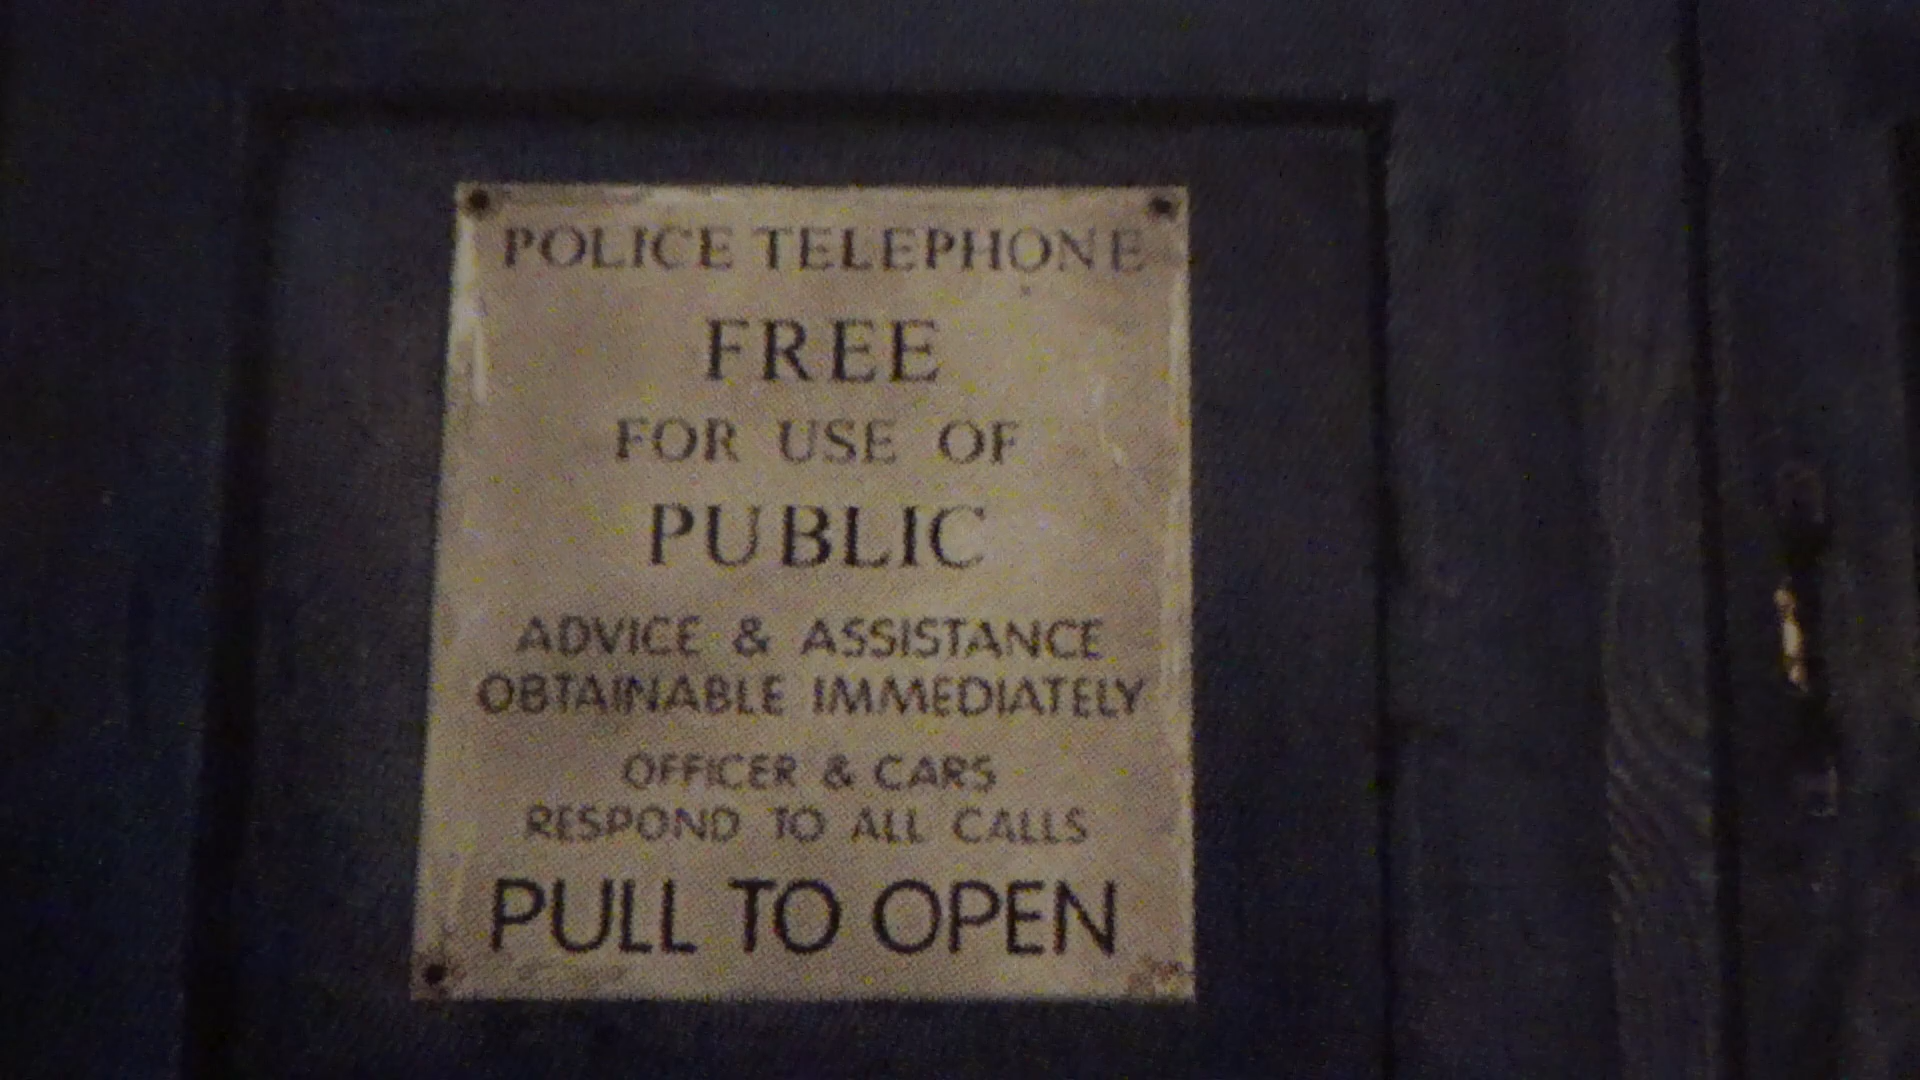 POLICE TELEPHONE
FREE
FOR USE OF
PUBLIC
ADVICE & ASSISTANCE
OBTAINABLE IMMEDIATELY
OFFICER & CARS
RESPOND TO ALL CALLS
PULL TO OPEN